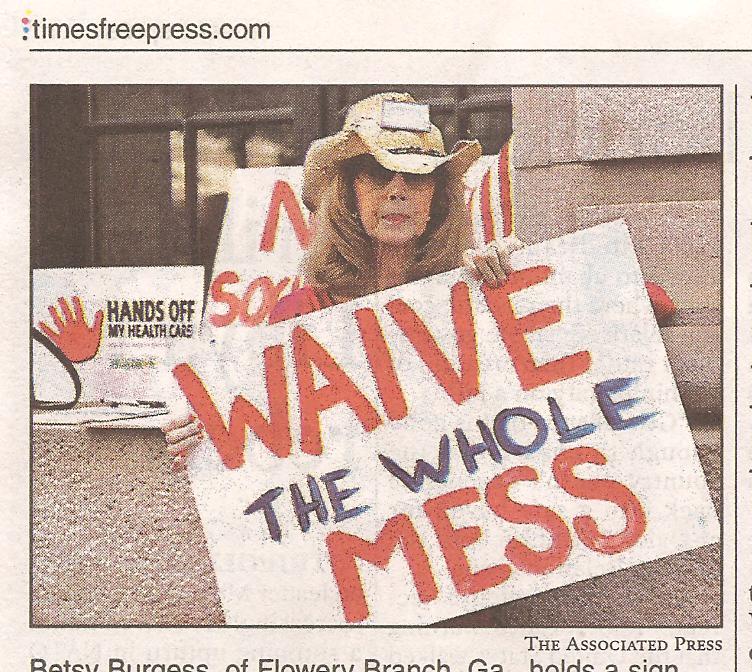 timesfreepress.com
N
SOCI
HANDS OFF
MY HEALTH CARE
WAIVE
THE WHOLE
MESS
THE ASSOCIATED PRESS
Betsy Burgess, of Flowery Branch, Ga., holds a sign